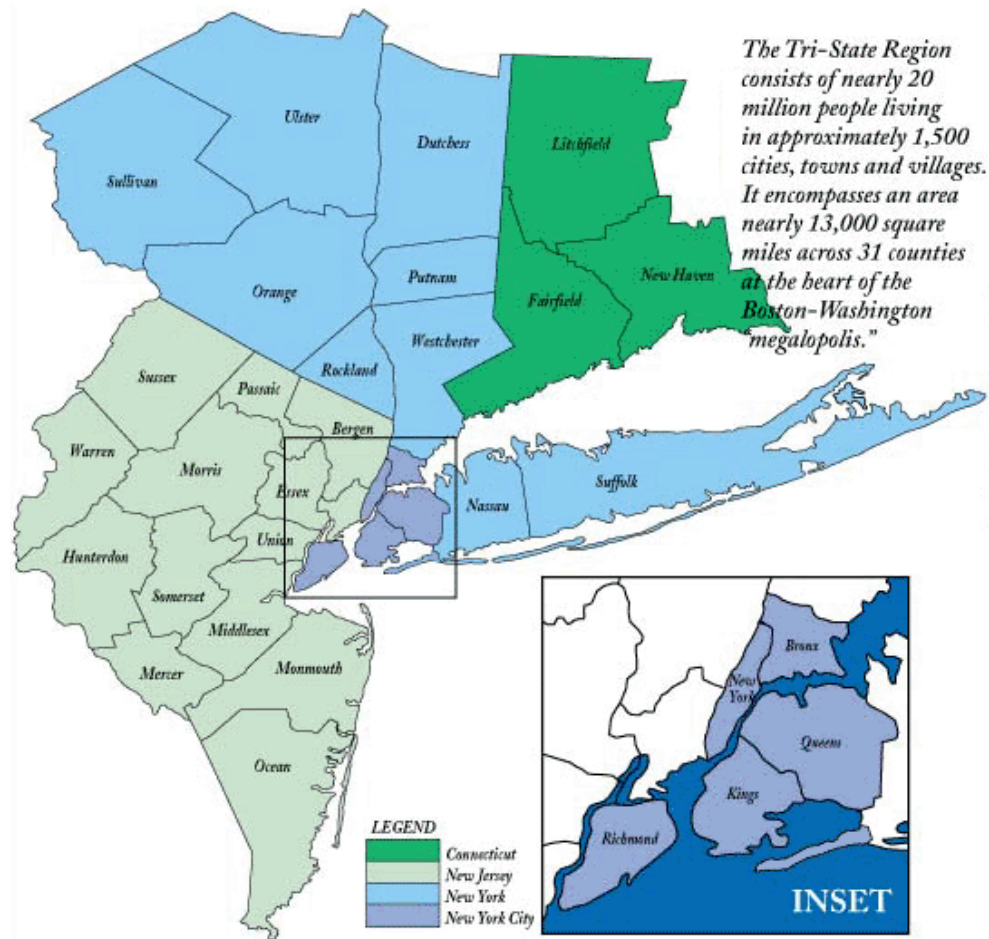 The Tri-State Region
consists of nearly 20
million people living
in approximately 1,500
cities, towns and villages.
It encompasses an area
nearly 13,000 square
miles across 31 counties
at the heart of the
Boston-Washington
"megalopolis."
Ulster
Dutchess
Litchfield
Sullivan
Putnam
New Haven
Orange
Fairfield
Westchester
Rockland
Sussex
Passaic
Bergen
Warren
Morris
Essex
Suffolk
Nassau
Union
Hunterdon
Somerset
Middlesex
Mercer
Monmouth
Ocean
LEGEND
Connecticut
New Jersey
New York
New York City
Bronx
New
York
Queens
Kings
Richmond
INSET